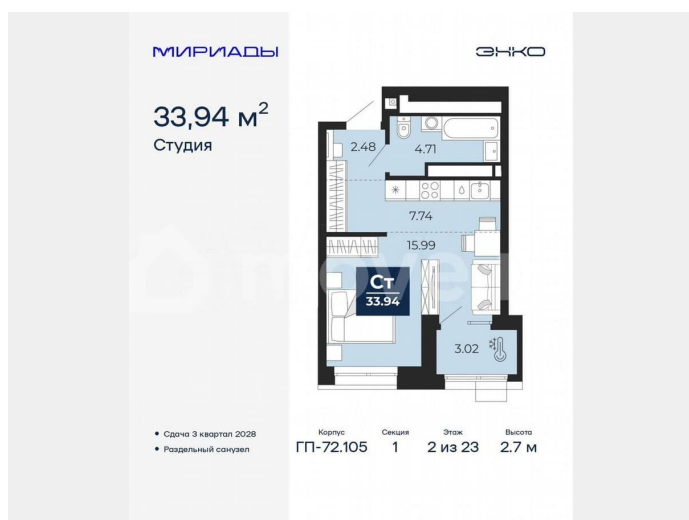 МИРИАДЫ
ЭНКО
33,94 м²
Студия
2.48
4.71
7.74
15.99
Ст
33.94
3.02
• Сдача 3 квартал 2028
• Раздельный санузел
Корпус
ГП-72.105
Секция
1
Этаж
2 из 23
Высота
2.7 м